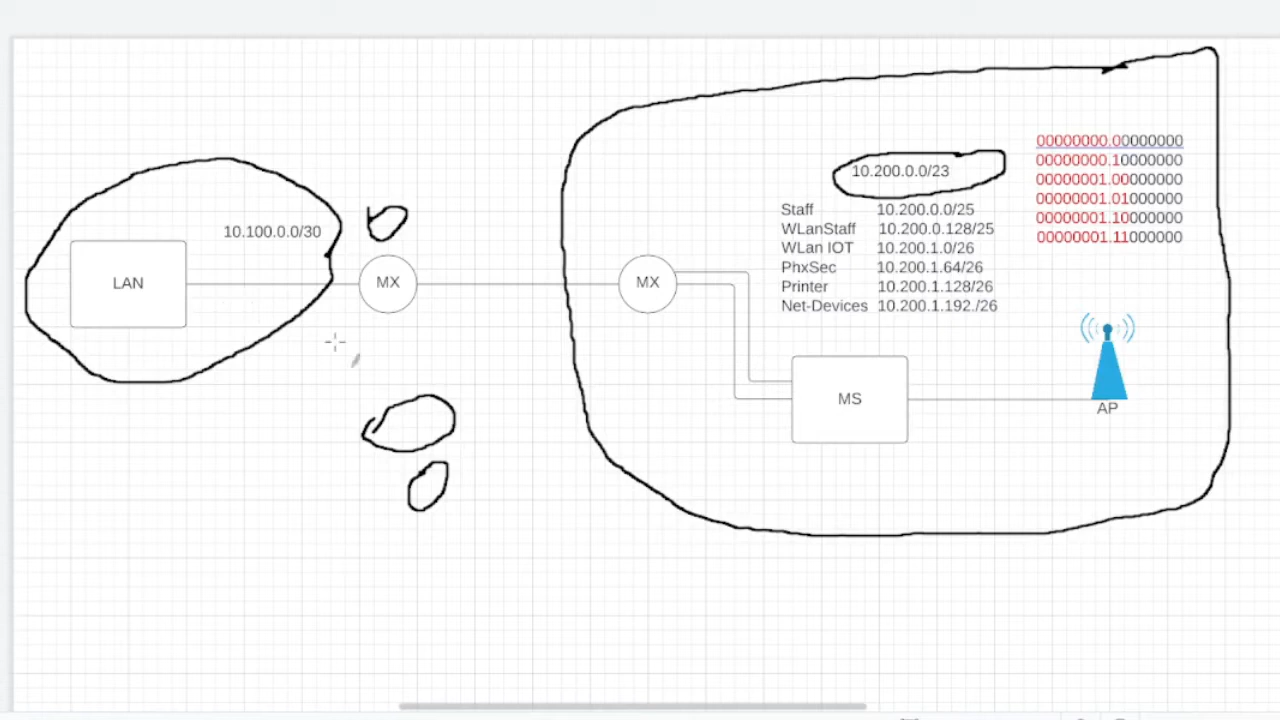 00000000.00000000
00000000.10000000
00000001.00000000
00000001.01000000
00000001.10000000
00000001.11000000
10.200.0.0/23
Staff 10.200.0.0/25
WLanStaff 10.200.0.128/25
WLan IOT 10.200.1.0/26
PhxSec 10.200.1.64/26
Printer 10.200.1.128/26
Net-Devices 10.200.1.192./26
10.100.0.0/30
LAN
MX
MX
MS
AP